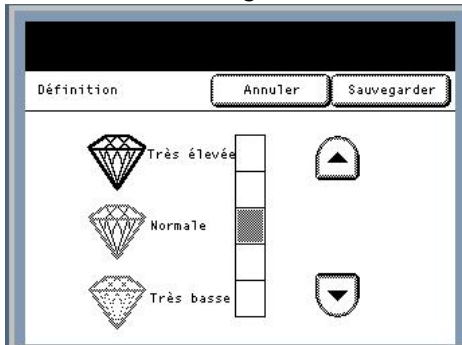 Définition
Annuler
Sauvegarder
Très élevée
Normale
Très basse